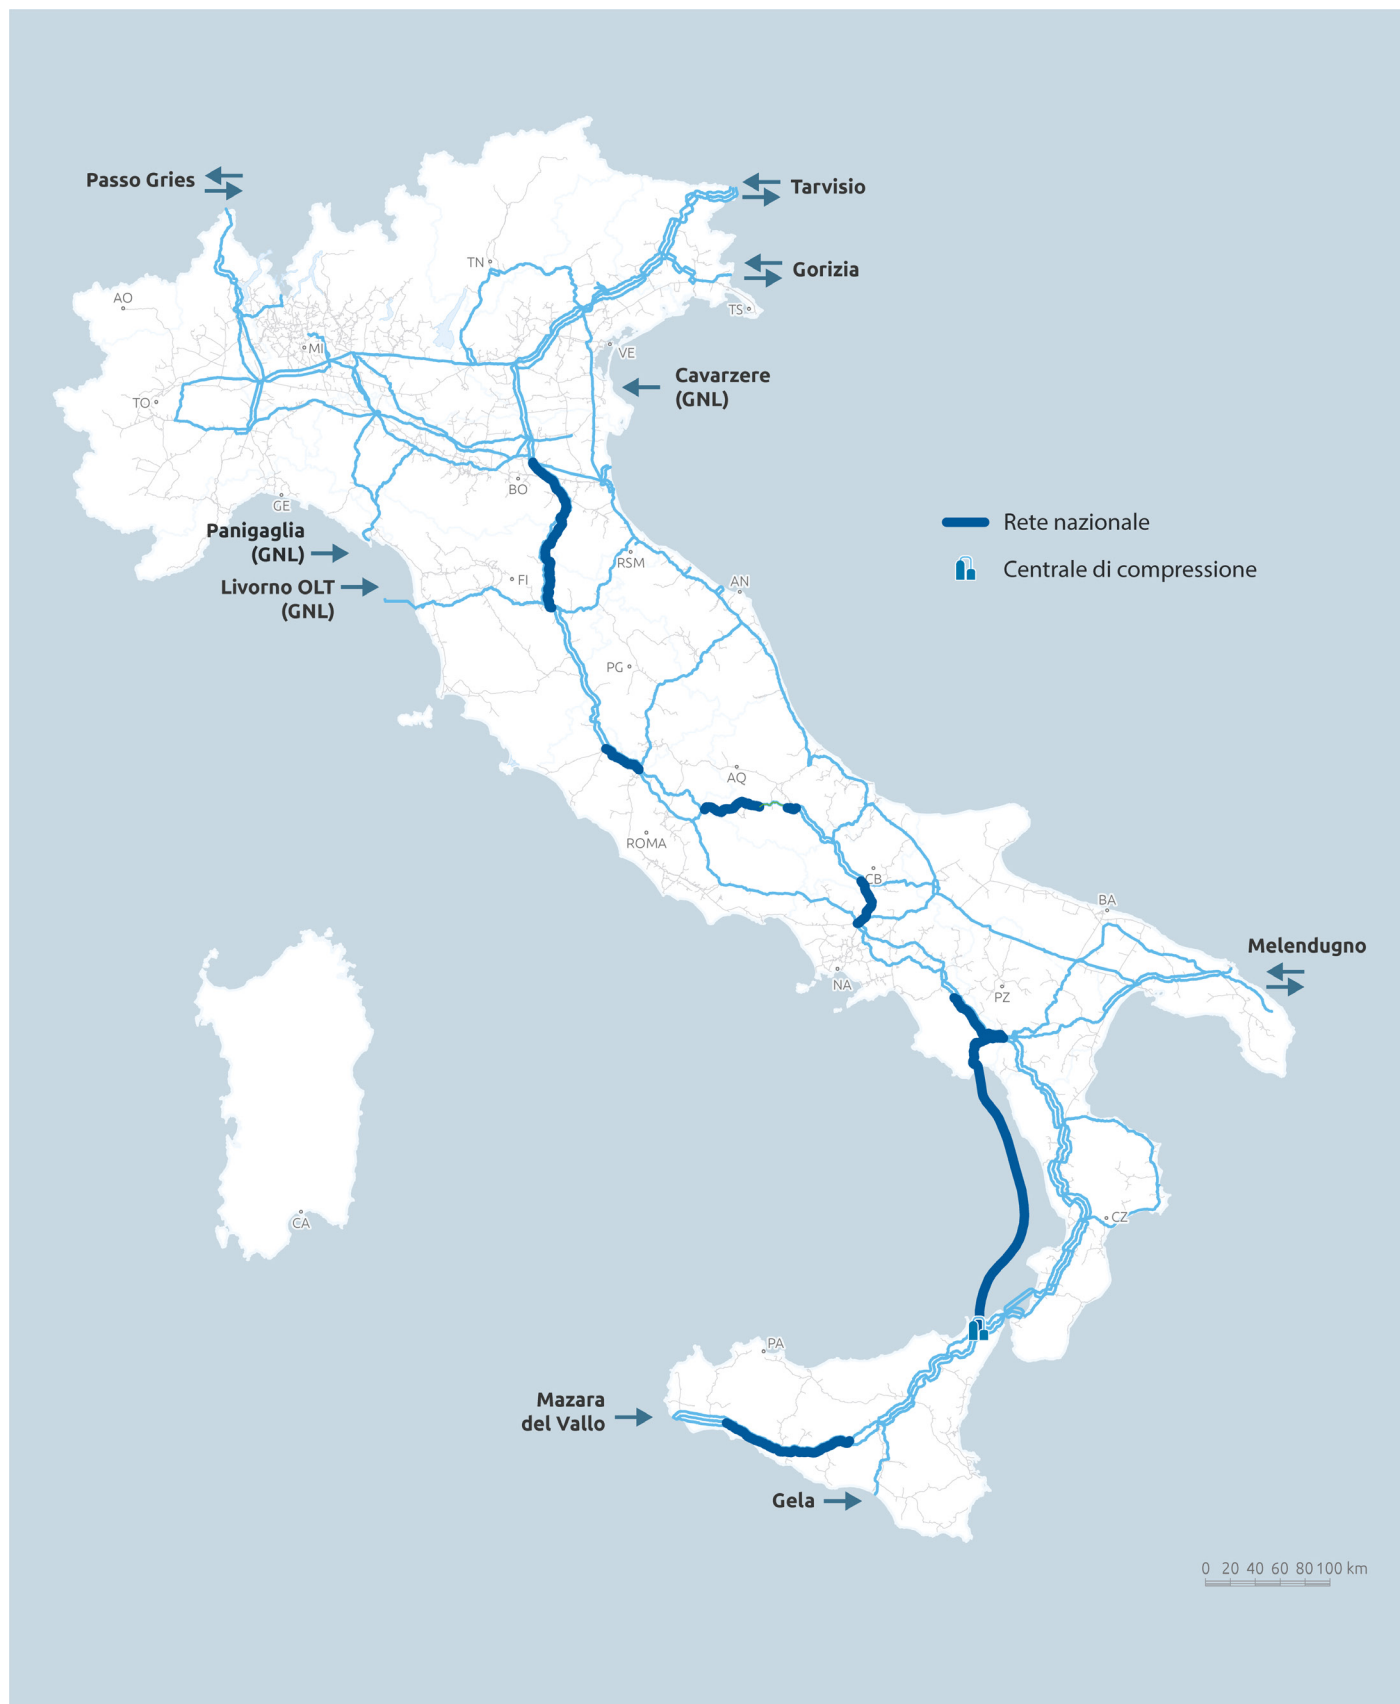 Passo Gries
Tarvisio
TN
Gorizia
AO
TS
MI
VE
Cavarzere
(GNL)
TO
BO
GE
Panigaglia
(GNL)
Rete nazionale
RSM
Centrale di compressione
FI
AN
Livorno OLT
(GNL)
PG
AQ
ROMA
CB
BA
Melendugno
NA
PZ
CA
CZ
PA
Mazara
del Vallo
Gela
0 20 40 60 80 100 km